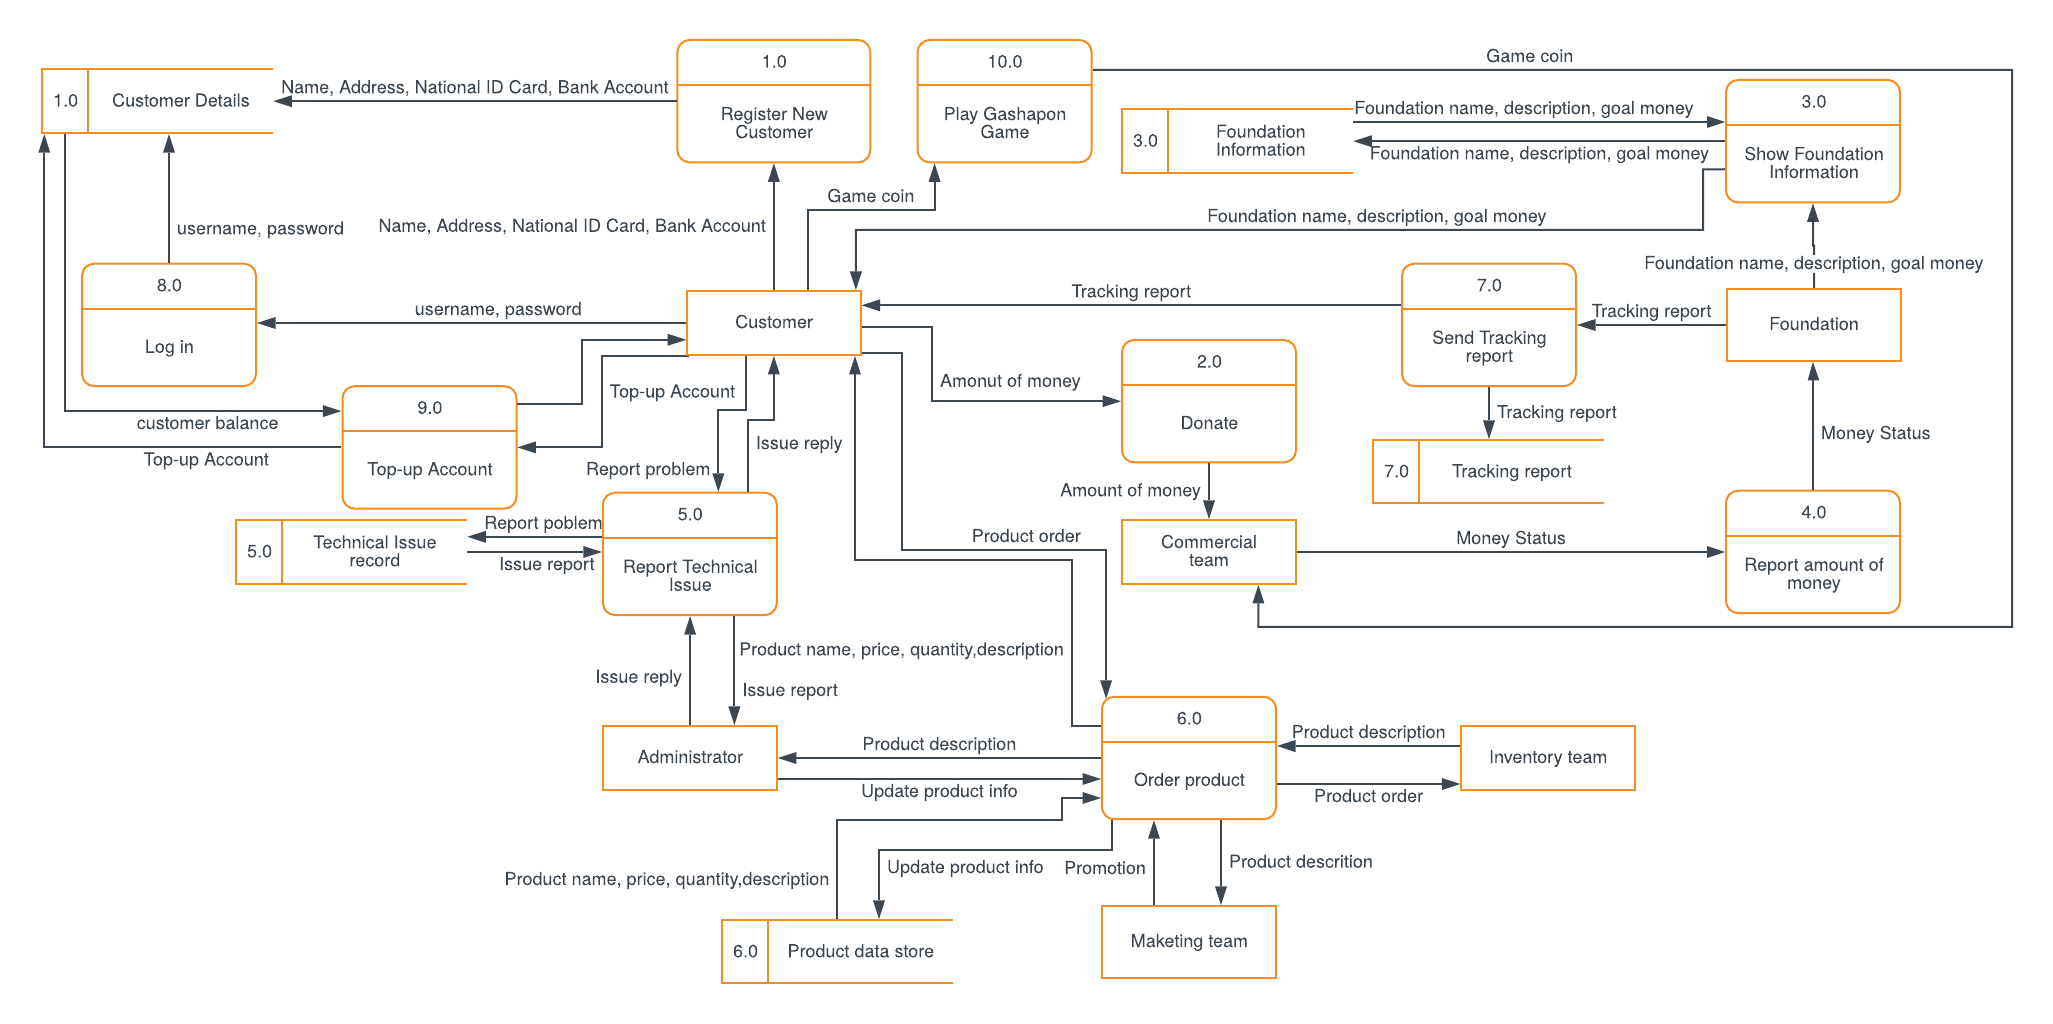 Game coin
1.0
10.0
1.0
Customer Details
Name, Address, National ID Card, Bank Account
Register New
Customer
Play Gashapon
Game
3.0
Foundation
Information
Foundation name, description, goal money
Foundation name, description, goal money
3.0
Show Foundation
Information
Game coin
Name, Address, National ID Card, Bank Account
username, password
Foundation name, description, goal money
Foundation name, description, goal money
8.0
Log in
username, password
Customer
Tracking report
7.0
Send Tracking
report
Tracking report
Foundation
2.0
Donate
Amonut of money
Top-up Account
9.0
Top-up Account
customer balance
Top-up Account
Issue reply
Report problem
Tracking report
Money Status
7.0
Tracking report
Amount of money
5.0
Report Technical
Issue
Report poblem
5.0
Technical Issue
record
Issue report
Product order
Commercial
team
Money Status
4.0
Report amount of
money
Product name, price, quantity,description
Issue reply
Issue report
6.0
Order product
Administrator
Product description
Update product info
Product description
Inventory team
Product order
Product name, price, quantity,description
Update product info
Promotion
Product descrition
6.0
Product data store
Maketing team